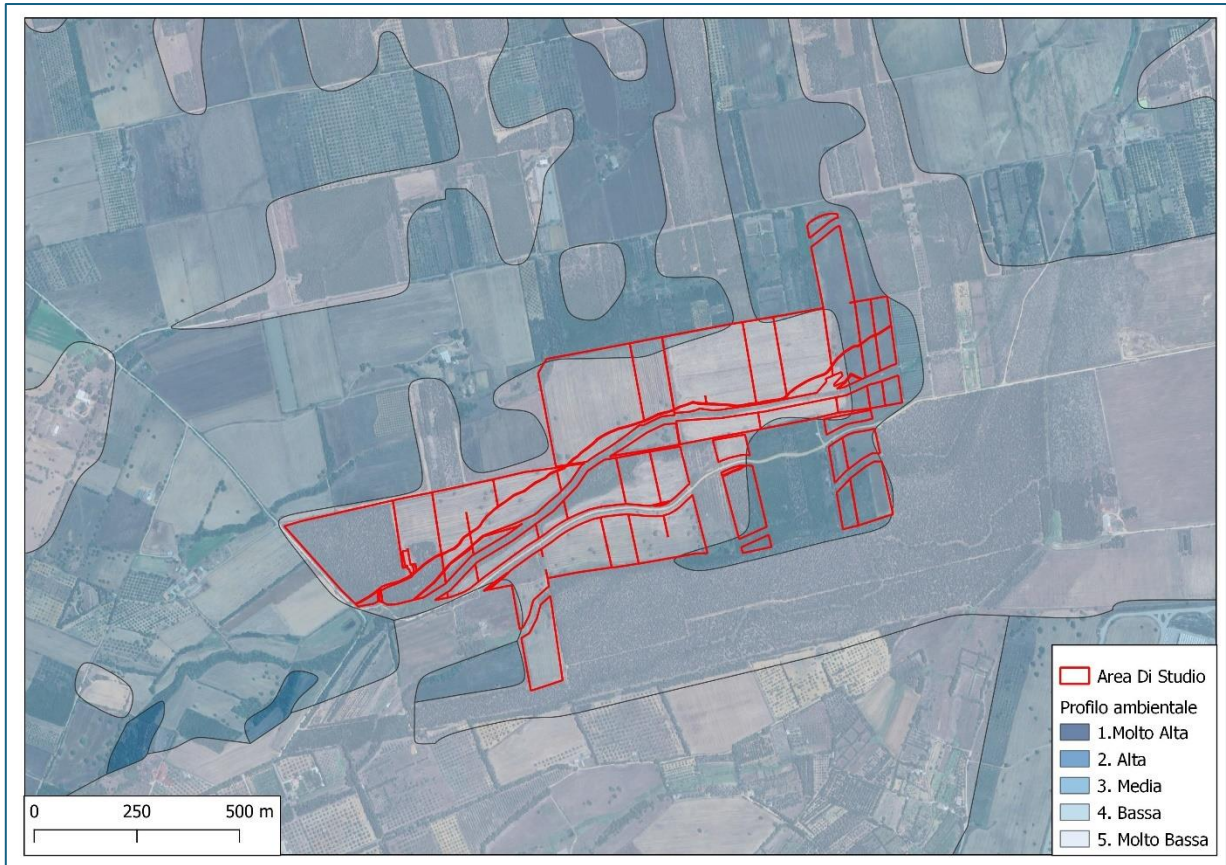 Area Di Studio
Profilo ambientale
1.Molto Alta
2. Alta
3. Media
4. Bassa
5. Molto Bassa
0 250 500 m